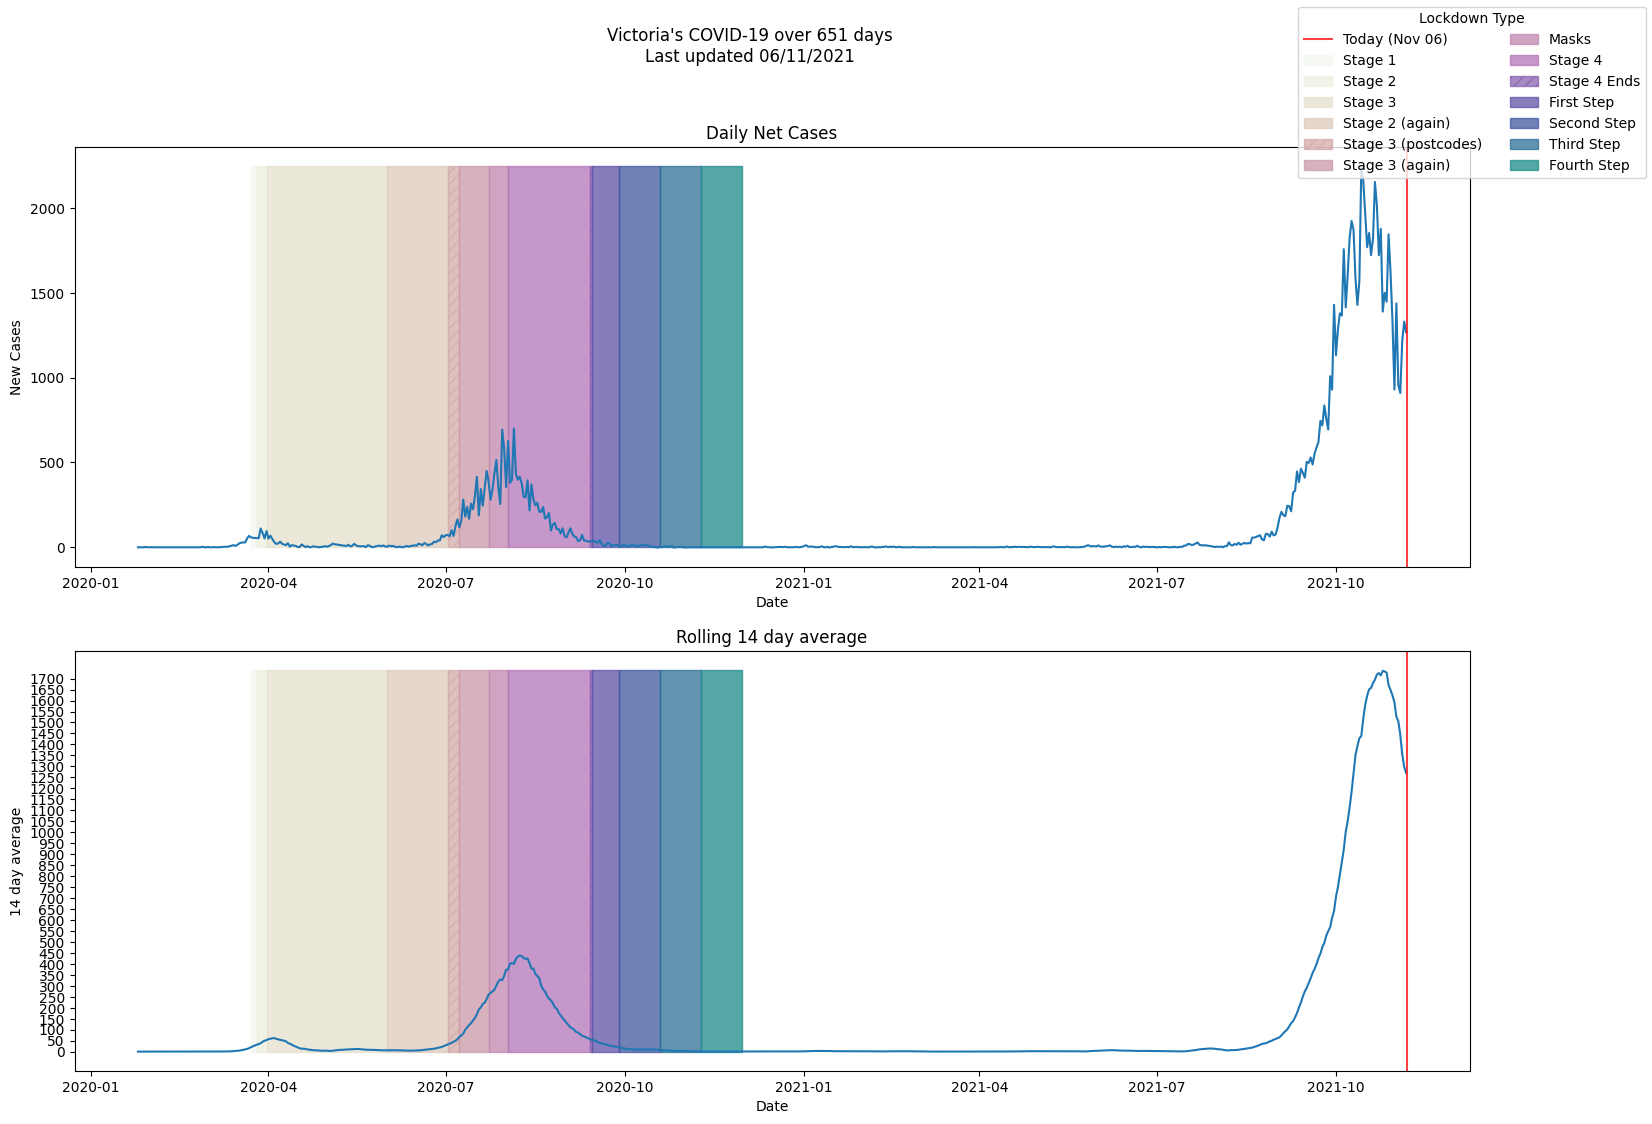 Victoria's COVID-19 over 651 days
Last updated 06/11/2021
Lockdown Type
Today (Nov 06)
Stage 1
Stage 2
Stage 3
Stage 2 (again)
Stage 3 (postcodes)
Stage 3 (again)
Masks
Stage 4
Stage 4 Ends
First Step
Second Step
Third Step
Fourth Step
Daily Net Cases
New Cases
2000
1500
1000
500
0
2020-01 2020-04 2020-07 2020-10 2021-01 2021-04 2021-07 2021-10
Date
Rolling 14 day average
14 day average
1700
1650
1600
1550
1500
1450
1400
1350
1300
1250
1200
1150
1100
1050
1000
950
900
850
800
750
700
650
600
550
500
450
400
350
300
250
200
150
100
50
0
2020-01 2020-04 2020-07 2020-10 2021-01 2021-04 2021-07 2021-10
Date